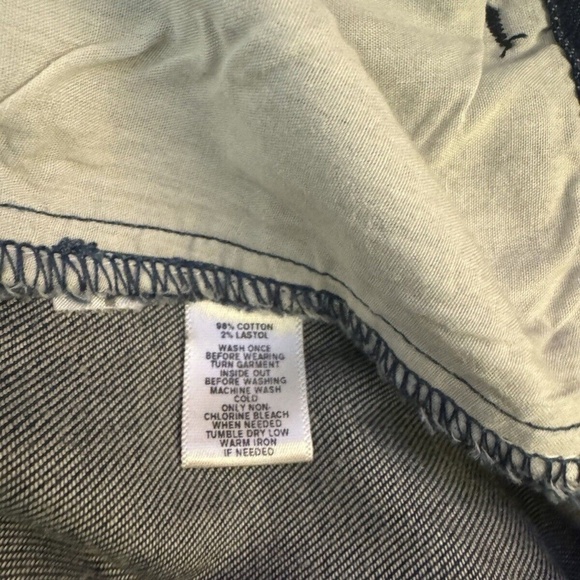 98% COTTON
2% LASTOL
WASH ONCE
BEFORE WEARING
TURN GARMENT
INSIDE OUT
BEFORE WASHING
MACHINE WASH
COLD
ONLY NON-
CHLORINE BLEACH
WHEN NEEDED
TUMBLE DRY LOW
WARM IRON
IF NEEDED